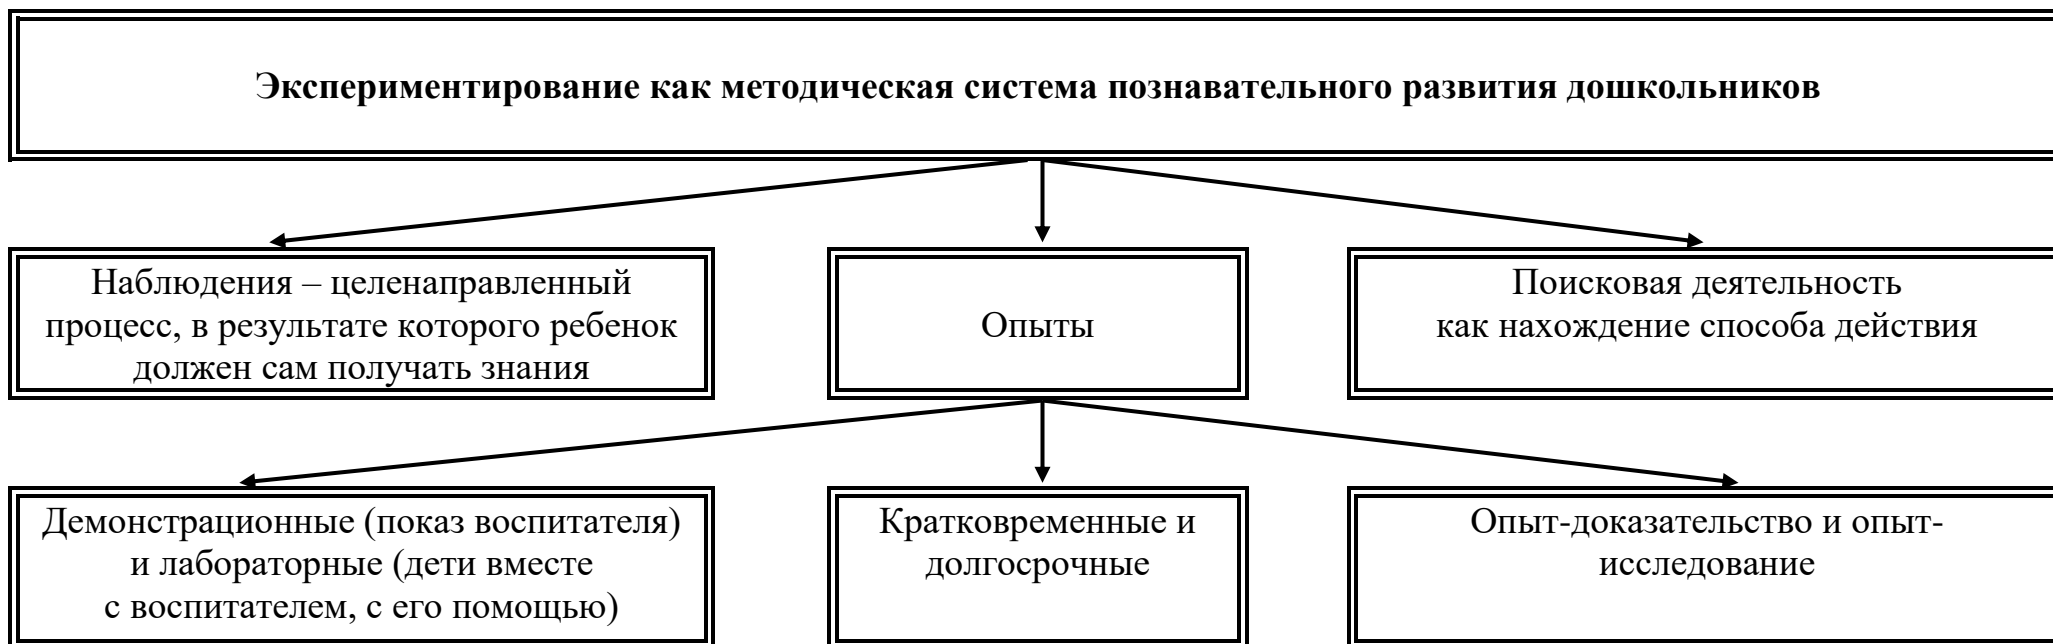 Экспериментирование как методическая система познавательного развития дошкольников
Наблюдения – целенаправленный
процесс, в результате которого ребенок
должен сам получать знания
Опыты
Поисковая деятельность
как нахождение способа действия
Демонстрационные (показ воспитателя)
и лабораторные (дети вместе
с воспитателем, с его помощью)
Кратковременные и
долгосрочные
Опыт-доказательство и опыт-
исследование